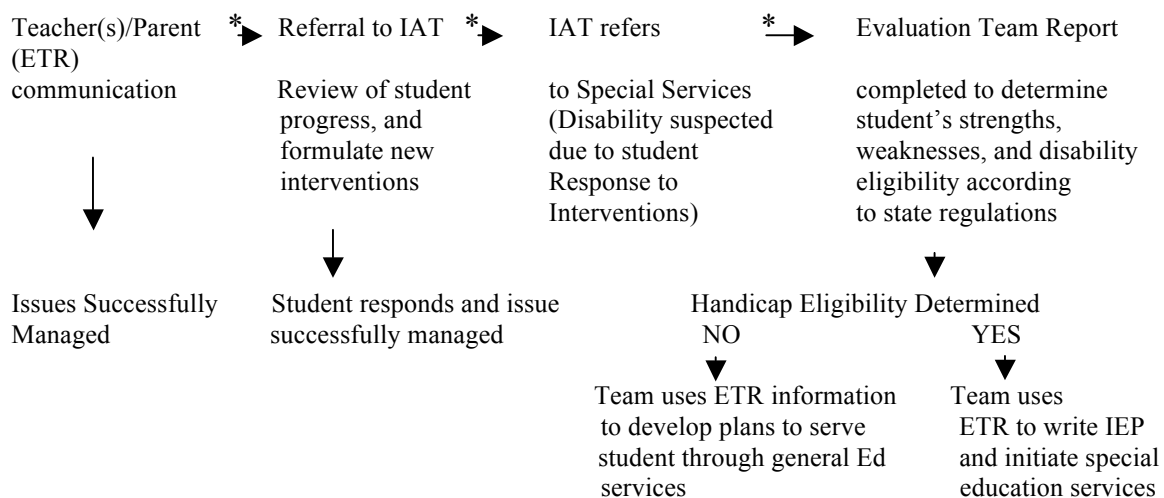 Teacher(s)/Parent * Referral to IAT * IAT refers * Evaluation Team Report
(ETR)
communication
Review of student
progress, and
formulate new
interventions
to Special Services
(Disability suspected
due to student
Response to
Interventions)
completed to determine
student’s strengths,
weaknesses, and disability
eligibility according
to state regulations
Issues Successfully
Managed
Student responds and issue
successfully managed
Handicap Eligibility Determined
NO YES
Team uses ETR information
to develop plans to serve
student through general Ed
services
Team uses
ETR to write IEP
and initiate special
education services